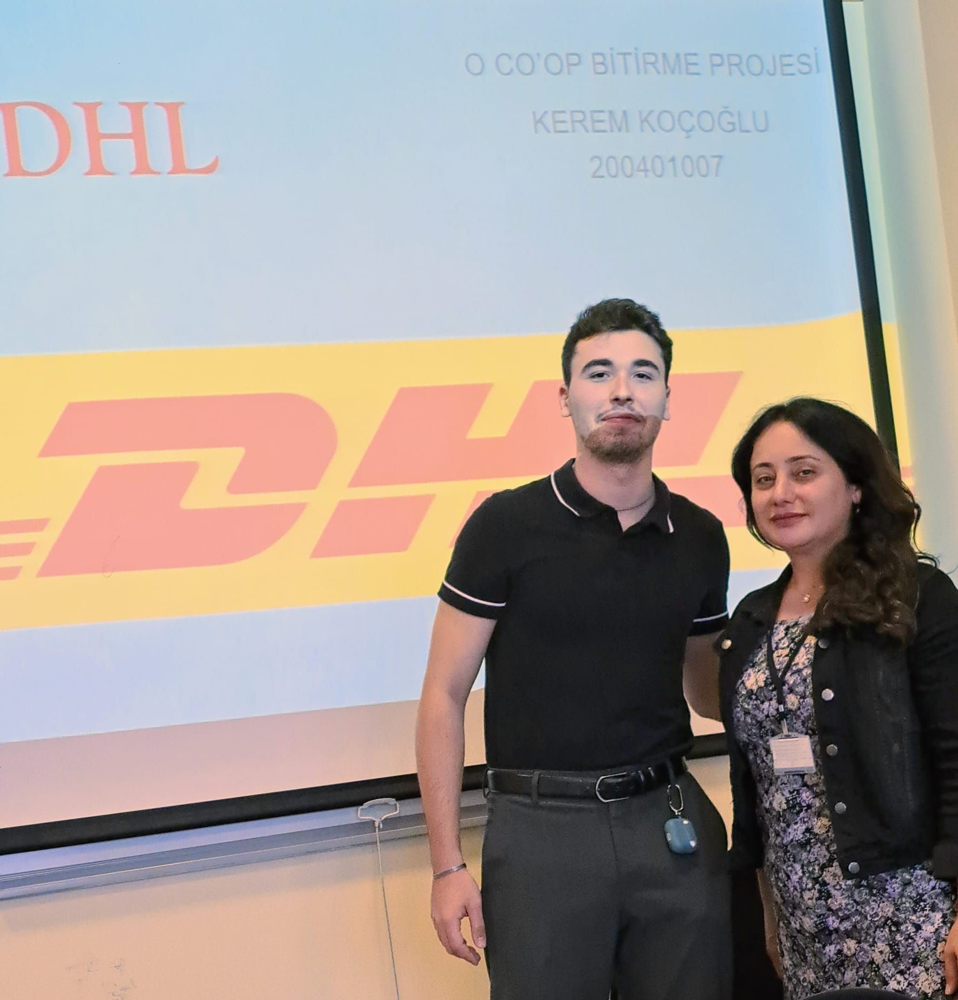 O CO'OP BİTİRME PROJESİ
KEREM KOÇOĞLU
200401007
DHL
DHL